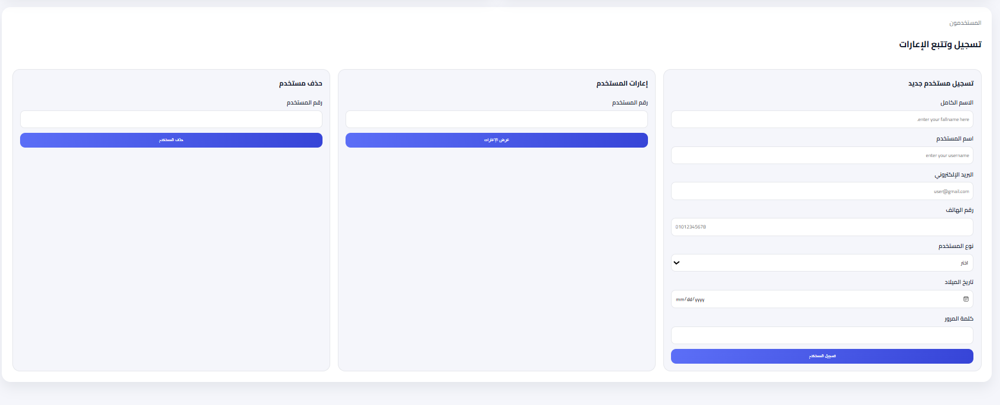 المستخدمون
تسجيل وتتبع الإعارات
تسجيل مستخدم جديد
الاسم الكامل
enter your fallname here.
اسم المستخدم
enter your username
البريد الإلكتروني
user@gmail.com
رقم الهاتف
01012345678
نوع المستخدم
اختر
تاريخ الميلاد
mm/dd/yyyy
كلمة المرور
تسجيل المستخدم
إعارات المستخدم
رقم المستخدم
عرض الإعارات
حذف مستخدم
رقم المستخدم
حذف المستخدم